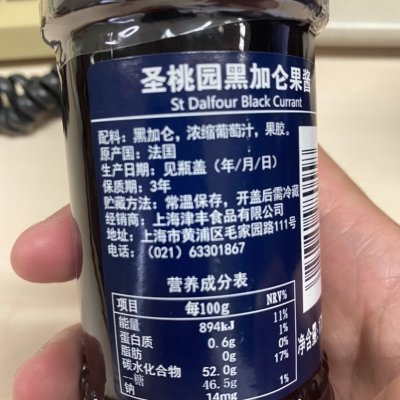 圣桃园黑加仑果酱
St Dalfour Black Currant
配料：黑加仑，浓缩葡萄汁，果胶。
原产国：法国
生产日期：见瓶盖（年/月/日）
保质期：3年
贮藏方法：常温保存，开盖后需冷藏
经销商：上海津丰食品有限公司
地址：上海市黄浦区毛家园路111号
电话：（021）63301867
营养成分表
项目 每100g NRV%
能量 894kJ 11%
蛋白质 0.6g 1%
脂肪 0g 0%
碳水化合物 52.0g 17%
—糖 46.5g
钠 14mg 1%
净含量